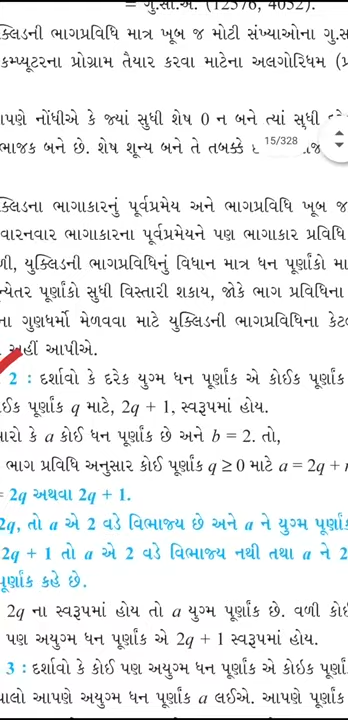 = ગુ.સા.અ. (12576, 4052).
ક્લિડની ભાગપ્રવિધિ માત્ર ખૂબ જ મોટી સંખ્યાઓના ગુ.સ
કમ્પ્યૂટરના પ્રોગ્રામ તૈયાર કરવા માટેના અલગોરિધમ (પ્ર
આપણે નોંધીએ કે જ્યાં સુધી શેષ 0 ન બને ત્યાં સુધી
15/328
ભાજક બને છે. શેષ શૂન્ય બને તે તબક્કે
ક્લિડના ભાગાકારનું પૂર્વપ્રમેય અને ભાગપ્રવિધિ ખૂબ જ
વારનવાર ભાગાકારના પૂર્વપ્રમેયને પણ ભાગાકાર પ્રવિધિ
ળી, યુક્લિડની ભાગપ્રવિધિનું વિધાન માત્ર ધન પૂર્ણાંકો મા
ન્યેતર પૂર્ણાંકો સુધી વિસ્તારી શકાય, જોકે ભાગ પ્રવિધિના
ના ગુણધર્મો મેળવવા માટે યુક્લિડની ભાગપ્રવિધિના કેટલ
અહીં આપીએ.
2 : દર્શાવો કે દરેક યુગ્મ ધન પૂર્ણાંક એ કોઈક પૂર્ણાંક
ઈક પૂર્ણાંક q માટે, 2q + 1, સ્વરૂપમાં હોય.
ારો કે a કોઈ ધન પૂર્ણાંક છે અને b = 2. તો,
ભાગ પ્રવિધિ અનુસાર કોઈ પૂર્ણાંક q ≥ 0 માટે a = 2q + r
= 2q અથવા 2q + 1.
2q, તો a એ 2 વડે વિભાજ્ય છે અને a ને યુગ્મ પૂર્ણાં
2q + 1 તો a એ 2 વડે વિભાજ્ય નથી તથા a ને 2
પૂર્ણાંક કહે છે.
2q ના સ્વરૂપમાં હોય તો a યુગ્મ પૂર્ણાંક છે. વળી કોઈ
પણ અયુગ્મ ધન પૂર્ણાંક એ 2q + 1 સ્વરૂપમાં હોય.
3 : દર્શાવો કે કોઈ પણ અયુગ્મ ધન પૂર્ણાંક એ કોઇક પૂર્ણાં
ચાલો આપણે અયુગ્મ ધન પૂર્ણાંક a લઈએ. આપણે પૂર્ણાંક